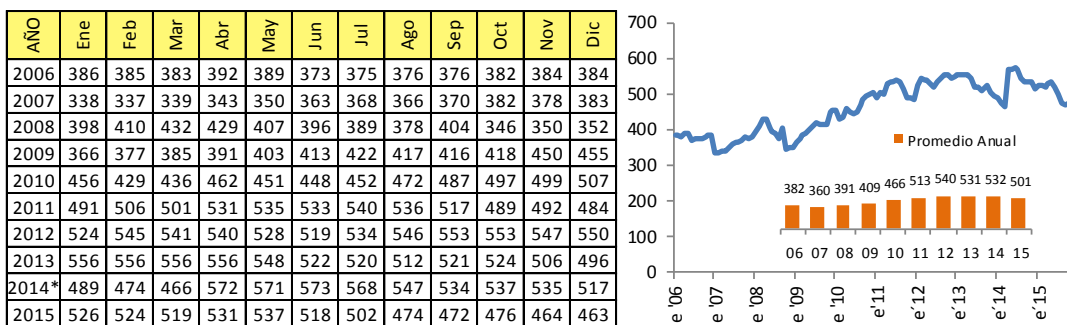 AÑO Ene Feb Mar Abr May Jun Jul Ago Sep Oct Nov Dic
2006 386 385 383 392 389 373 375 376 376 382 384 384
2007 338 337 339 343 350 363 368 366 370 382 378 383
2008 398 410 432 429 407 396 389 378 404 346 350 352
2009 366 377 385 391 403 413 422 417 416 418 450 455
2010 456 429 436 462 451 448 452 472 487 497 499 507
2011 491 506 501 531 535 533 540 536 517 489 492 484
2012 524 545 541 540 528 519 534 546 553 553 547 550
2013 556 556 556 556 548 522 520 512 521 524 506 496
2014* 489 474 466 572 571 573 568 547 534 537 535 517
2015 526 524 519 531 537 518 502 474 472 476 464 463
700
600
500
400
300
200
100
0
Promedio Anual
382 360 391 409 466 513 540 531 532 501
06 07 08 09 10 11 12 13 14 15
e '06
e'07
e'08
e'09
e'10
e'11
e'12
e'13
e'14
e'15